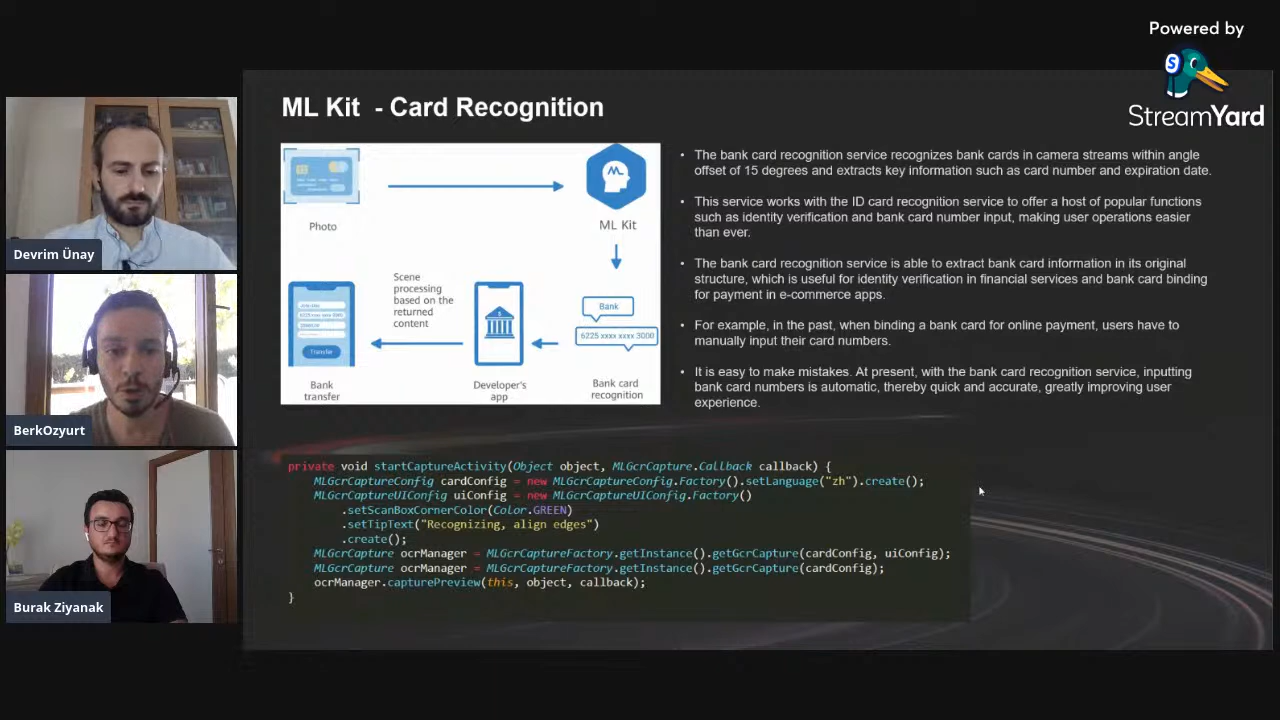 Powered by
StreamYard
Devrim Ünay
BerkOzyurt
Burak Ziyanak
ML Kit - Card Recognition
Photo
ML Kit
Scene
processing
based on the
returned
content
Bank
6225 xxxx xxxx 3000
Transfer
Bank
transfer
Developer's
app
Bank card
recognition
• The bank card recognition service recognizes bank cards in camera streams within angle
offset of 15 degrees and extracts key information such as card number and expiration date.
• This service works with the ID card recognition service to offer a host of popular functions
such as identity verification and bank card number input, making user operations easier
than ever.
• The bank card recognition service is able to extract bank card information in its original
structure, which is useful for identity verification in financial services and bank card binding
for payment in e-commerce apps.
• For example, in the past, when binding a bank card for online payment, users have to
manually input their card numbers.
• It is easy to make mistakes. At present, with the bank card recognition service, inputting
bank card numbers is automatic, thereby quick and accurate, greatly improving user
experience.
private void startCaptureActivity(Object object, MLGcrCapture.Callback callback) {
MLGcrCaptureConfig cardConfig = new MLGcrCaptureConfig.Factory().setLanguage("zh").create();
MLGcrCaptureUIConfig uiConfig = new MLGcrCaptureUIConfig.Factory()
.setScanBoxCornerColor(Color.GREEN)
.setTipText("Recognizing, align edges")
.create();
MLGcrCapture ocrManager = MLGcrCaptureFactory.getInstance().getGcrCapture(cardConfig, uiConfig);
MLGcrCapture ocrManager = MLGcrCaptureFactory.getInstance().getGcrCapture(cardConfig);
ocrManager.capturePreview(this, object, callback);
}